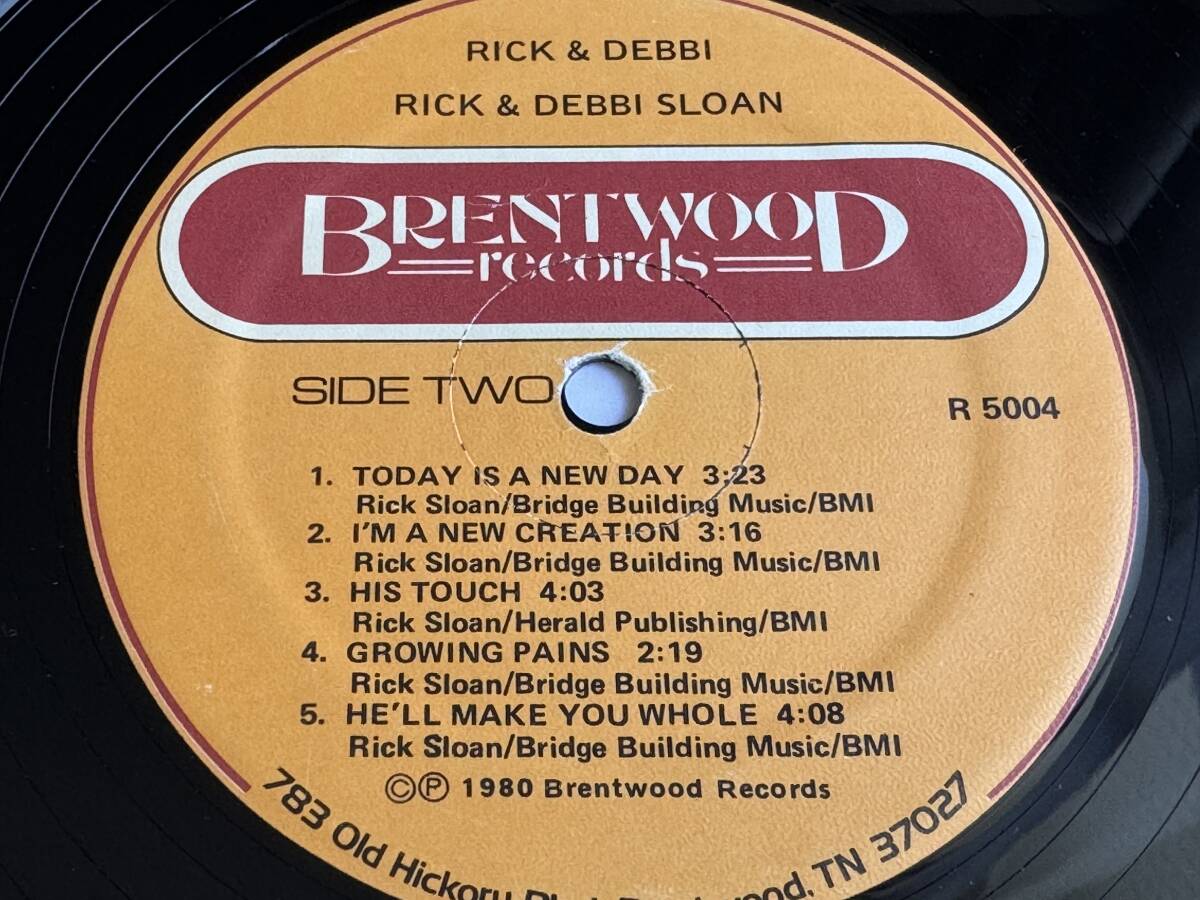 RICK & DEBBI
RICK & DEBBI SLOAN
BRENTWOOD
records
SIDE TWO
R 5004
1. TODAY IS A NEW DAY 3:23
Rick Sloan/Bridge Building Music/BMI
2. I'M A NEW CREATION 3:16
Rick Sloan/Bridge Building Music/BMI
3. HIS TOUCH 4:03
Rick Sloan/Herald Publishing/BMI
4. GROWING PAINS 2:19
Rick Sloan/Bridge Building Music/BMI
5. HE'LL MAKE YOU WHOLE 4:08
Rick Sloan/Bridge Building Music/BMI
©℗ 1980 Brentwood Records
783 Old Hickory TN 37027